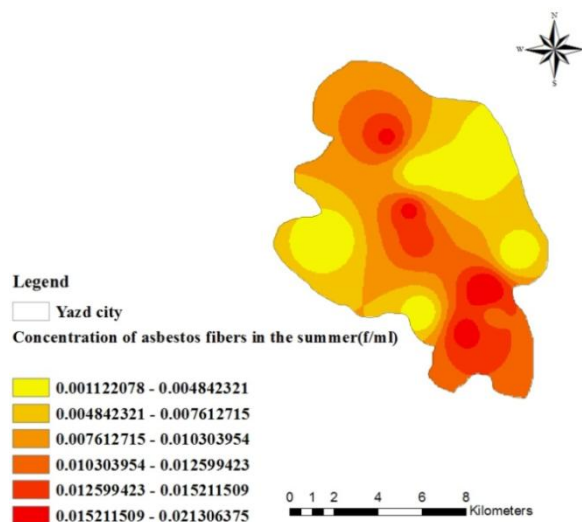 N
W
S
Legend
Yazd city
Concentration of asbestos fibers in the summer(f/ml)
0.001122078 - 0.004842321
0.004842321 - 0.007612715
0.007612715 - 0.010303954
0.010303954 - 0.012599423
0.012599423 - 0.015211509
0.015211509 - 0.021306375
0 1 2 4 6 8
Kilometers